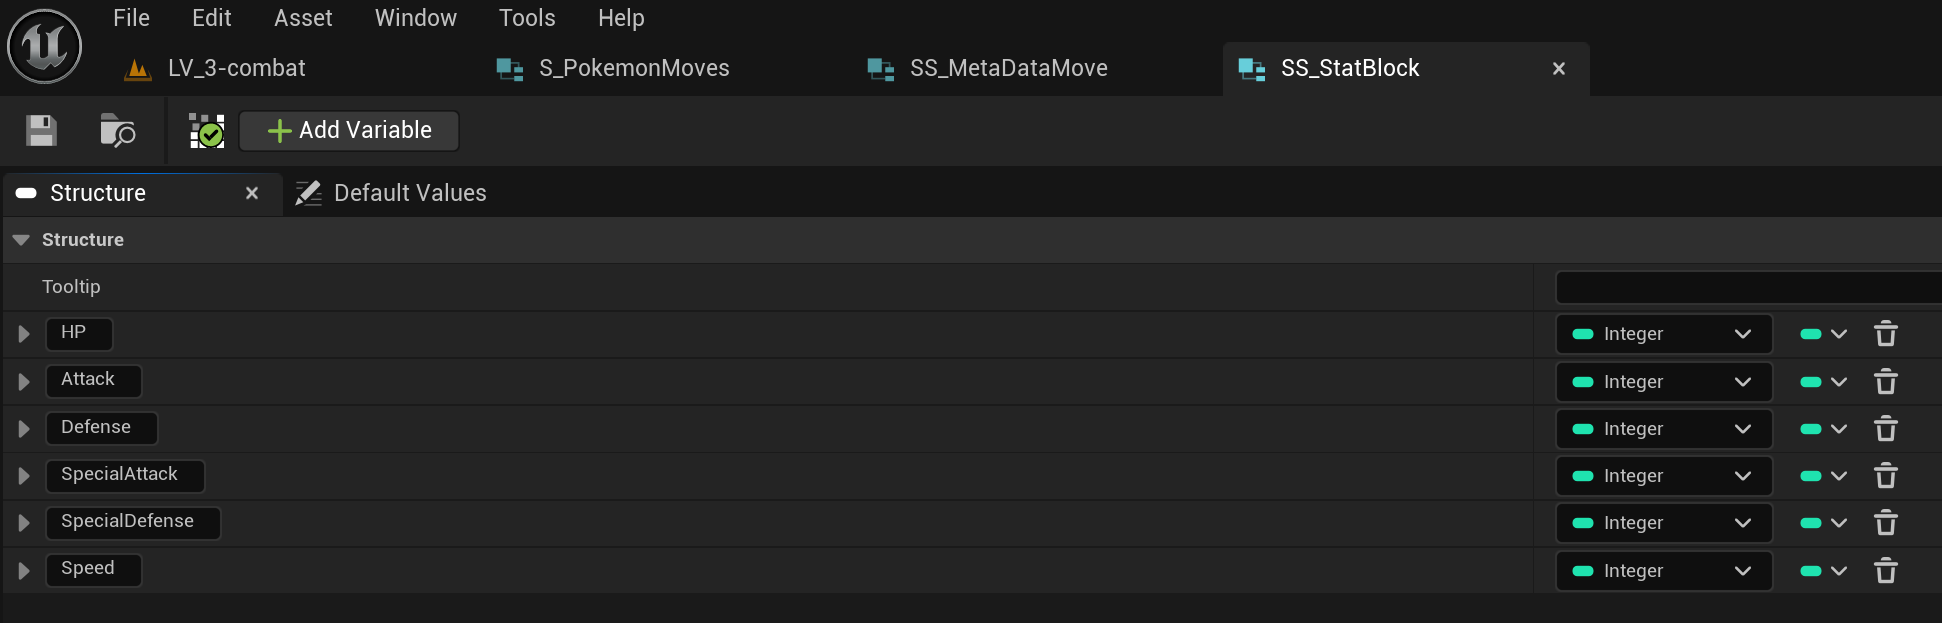 File Edit Asset Window Tools Help
LV_3-combat S_PokemonMoves SS_MetaDataMove SS_StatBlock
Add Variable
Structure Default Values
Structure
Tooltip
HP Integer
Attack Integer
Defense Integer
SpecialAttack Integer
SpecialDefense Integer
Speed Integer